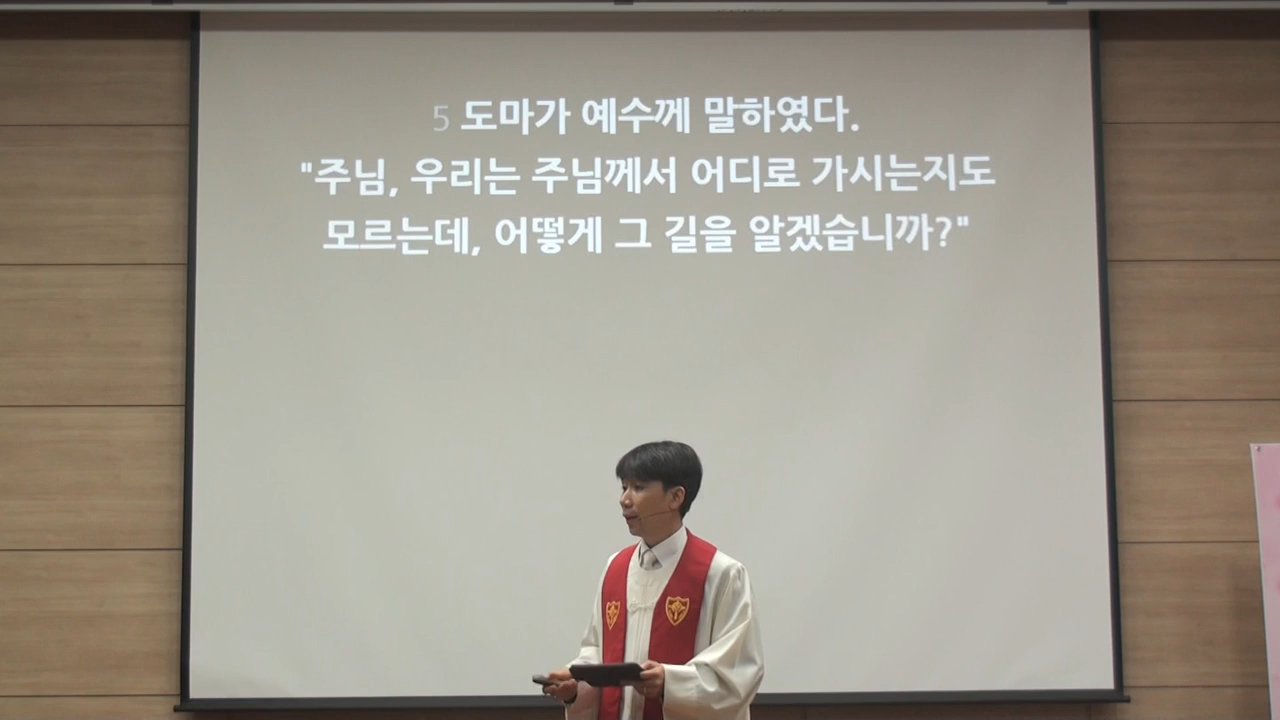 5 도마가 예수께 말하였다.
"주님, 우리는 주님께서 어디로 가시는지도
모르는데, 어떻게 그 길을 알겠습니까?"